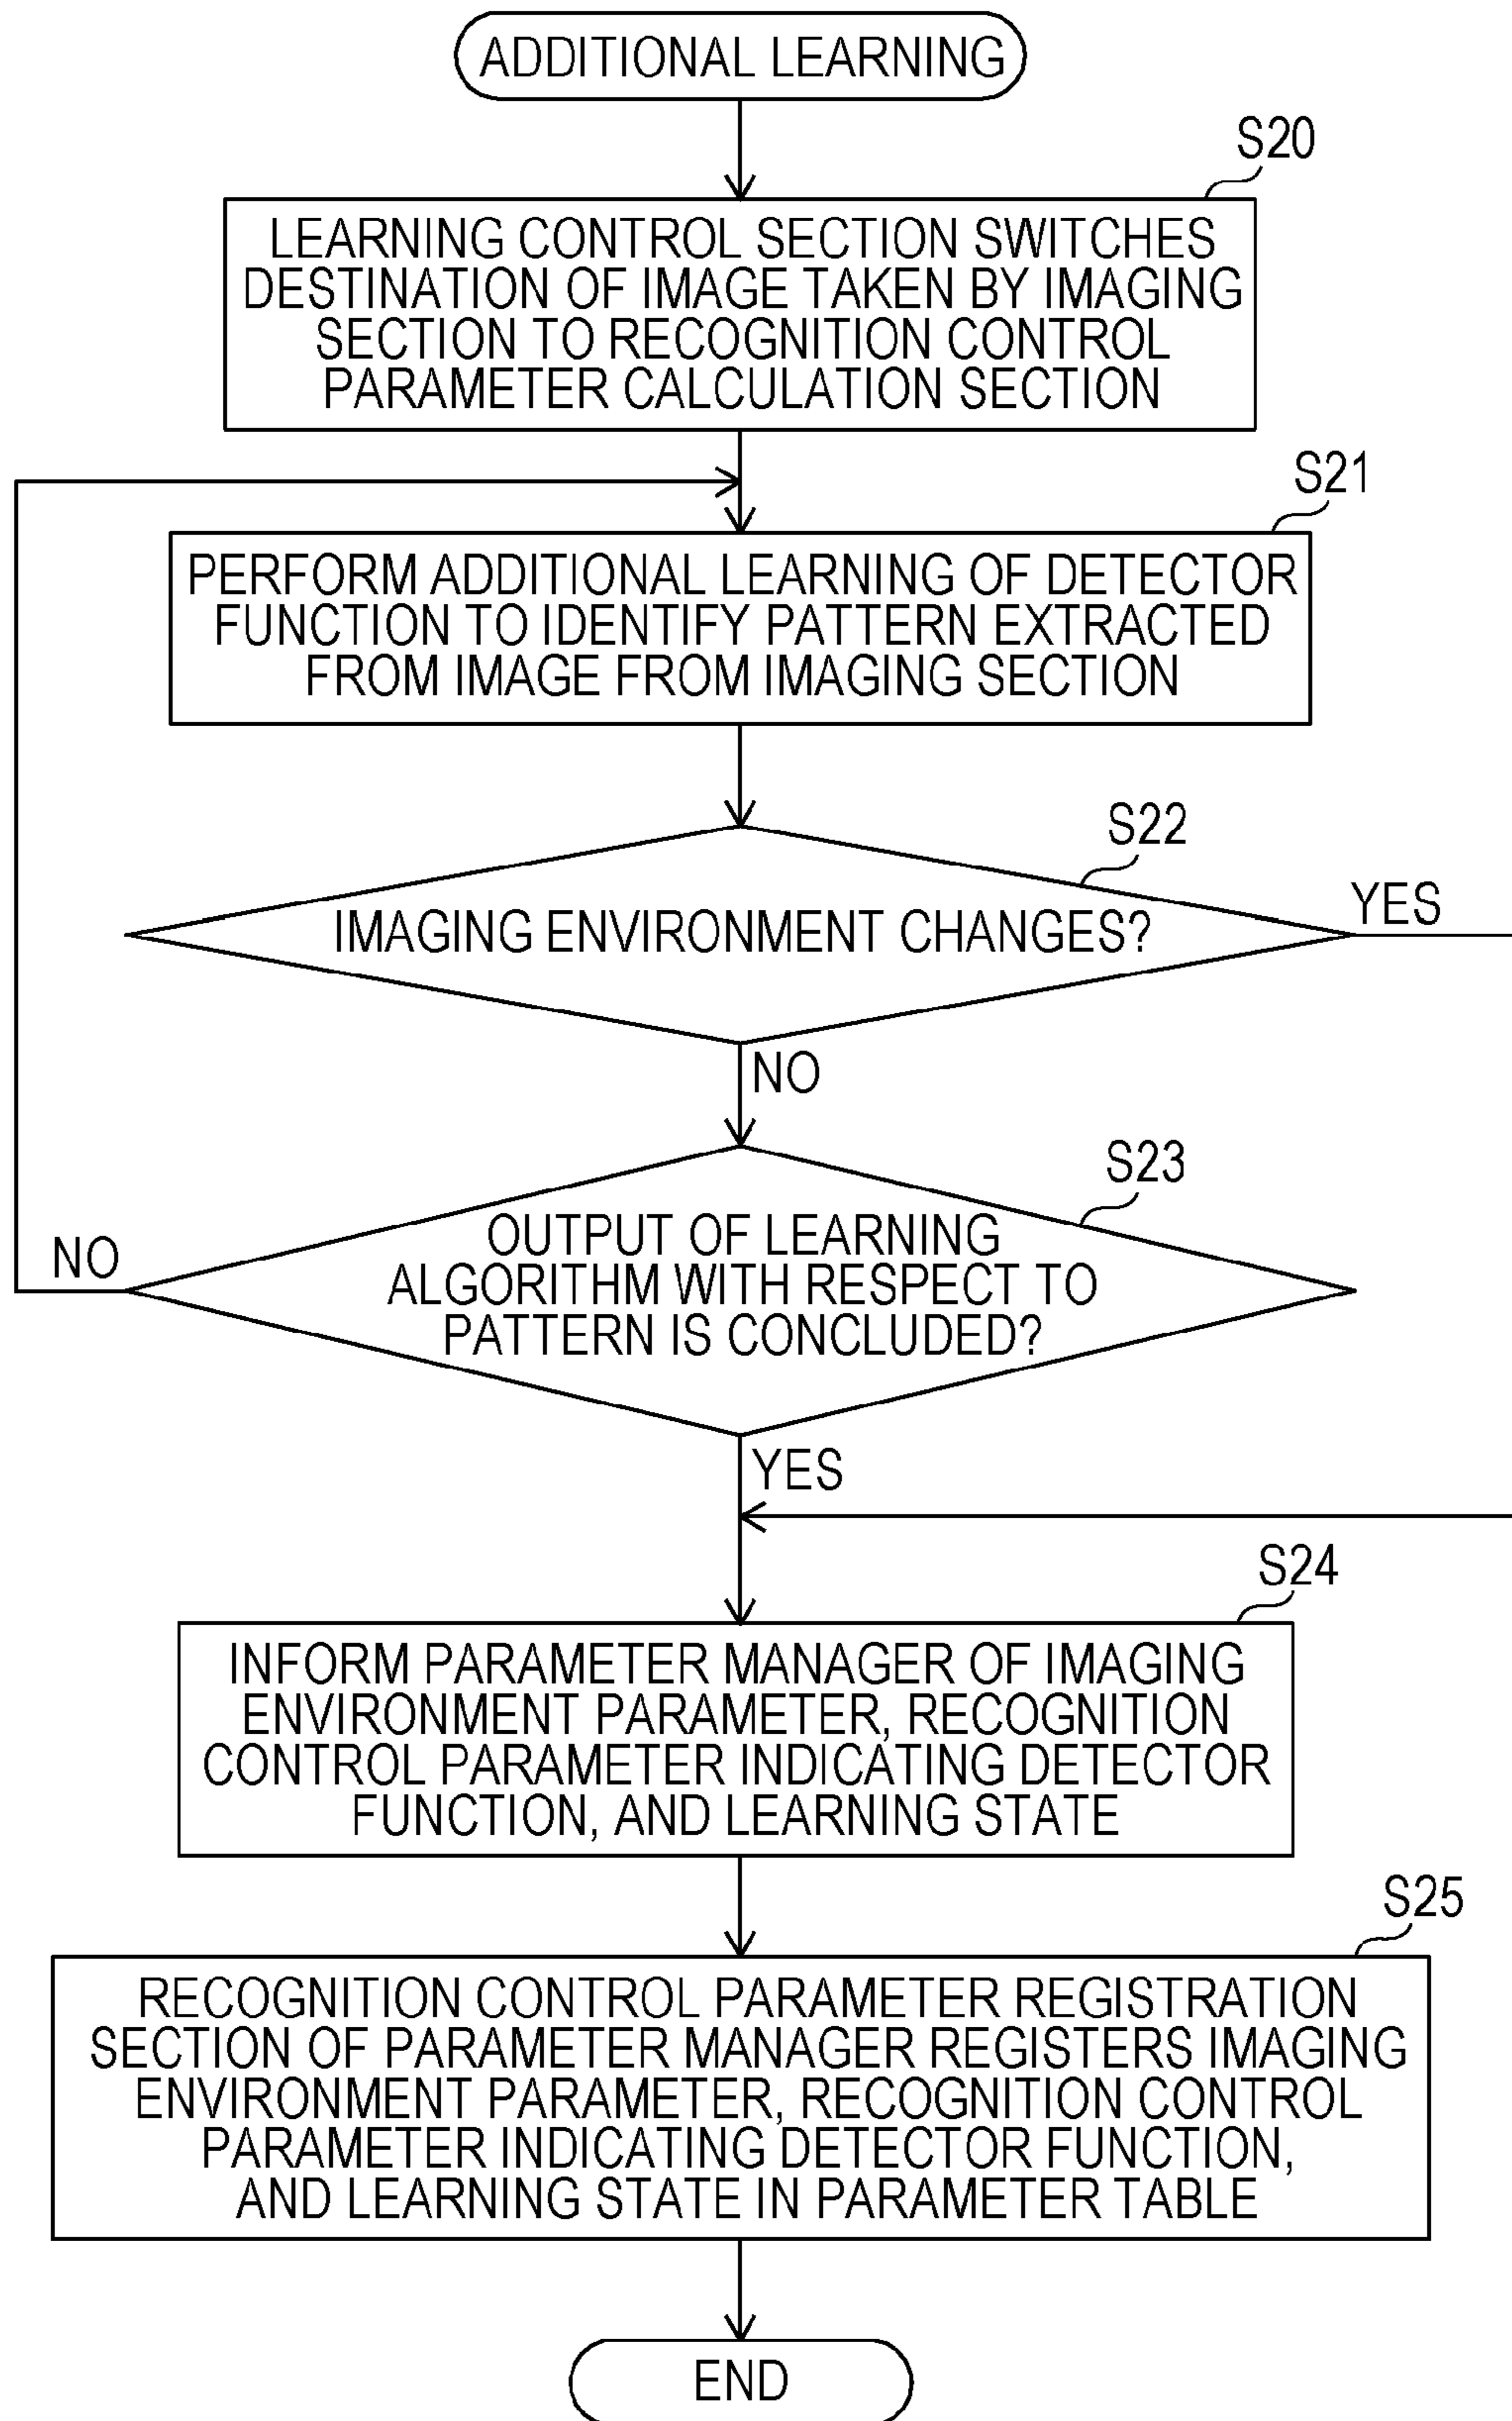 ADDITIONAL LEARNING
S20
LEARNING CONTROL SECTION SWITCHES
DESTINATION OF IMAGE TAKEN BY IMAGING
SECTION TO RECOGNITION CONTROL
PARAMETER CALCULATION SECTION
S21
PERFORM ADDITIONAL LEARNING OF DETECTOR
FUNCTION TO IDENTIFY PATTERN EXTRACTED
FROM IMAGE FROM IMAGING SECTION
S22
IMAGING ENVIRONMENT CHANGES?
YES
NO
S23
OUTPUT OF LEARNING
ALGORITHM WITH RESPECT TO
PATTERN IS CONCLUDED?
NO
YES
S24
INFORM PARAMETER MANAGER OF IMAGING
ENVIRONMENT PARAMETER, RECOGNITION
CONTROL PARAMETER INDICATING DETECTOR
FUNCTION, AND LEARNING STATE
S25
RECOGNITION CONTROL PARAMETER REGISTRATION
SECTION OF PARAMETER MANAGER REGISTERS IMAGING
ENVIRONMENT PARAMETER, RECOGNITION CONTROL
PARAMETER INDICATING DETECTOR FUNCTION,
AND LEARNING STATE IN PARAMETER TABLE
END